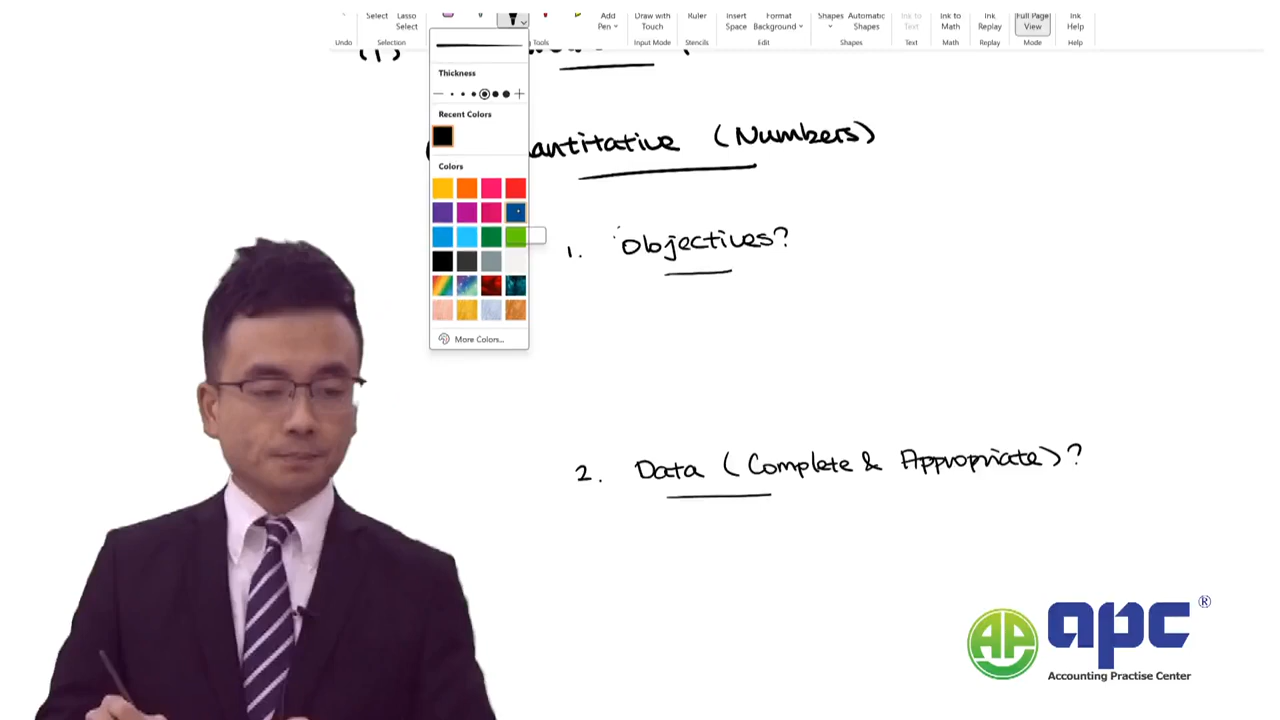 Select Lasso Select Add Pen Draw with Touch Ruler Insert Space Format Background Shapes Automatic Shapes Ink to Text Ink to Math Ink Replay Full Page View Ink Help
Undo Selection Tools Input Mode Stencils Edit Shapes Text Math Replay Mode Help
Thickness
Recent Colors
Colors
More Colors...
antitative (Numbers)
1. Objectives?
2. Data (Complete & Appropriate)?
AP apc ®
Accounting Practise Center